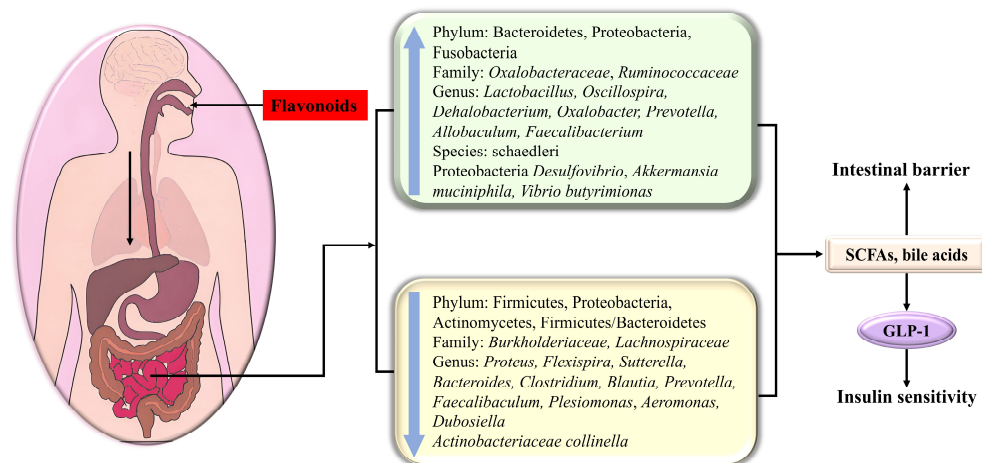 Flavonoids
Phylum: Bacteroidetes, Proteobacteria,
Fusobacteria
Family: Oxalobacteraceae, Ruminococcaceae
Genus: Lactobacillus, Oscillospira,
Dehalobacterium, Oxalobacter, Prevotella,
Allobaculum, Faecalibacterium
Species: schaedleri
Proteobacteria Desulfovibrio, Akkermansia
muciniphila, Vibrio butyrimionas
Phylum: Firmicutes, Proteobacteria,
Actinomycetes, Firmicutes/Bacteroidetes
Family: Burkholderiaceae, Lachnospiraceae
Genus: Proteus, Flexispira, Sutterella,
Bacteroides, Clostridium, Blautia, Prevotella,
Faecalibaculum, Plesiomonas, Aeromonas,
Dubosiella
Actinobacteriaceae collinella
Intestinal barrier
SCFAs, bile acids
GLP-1
Insulin sensitivity